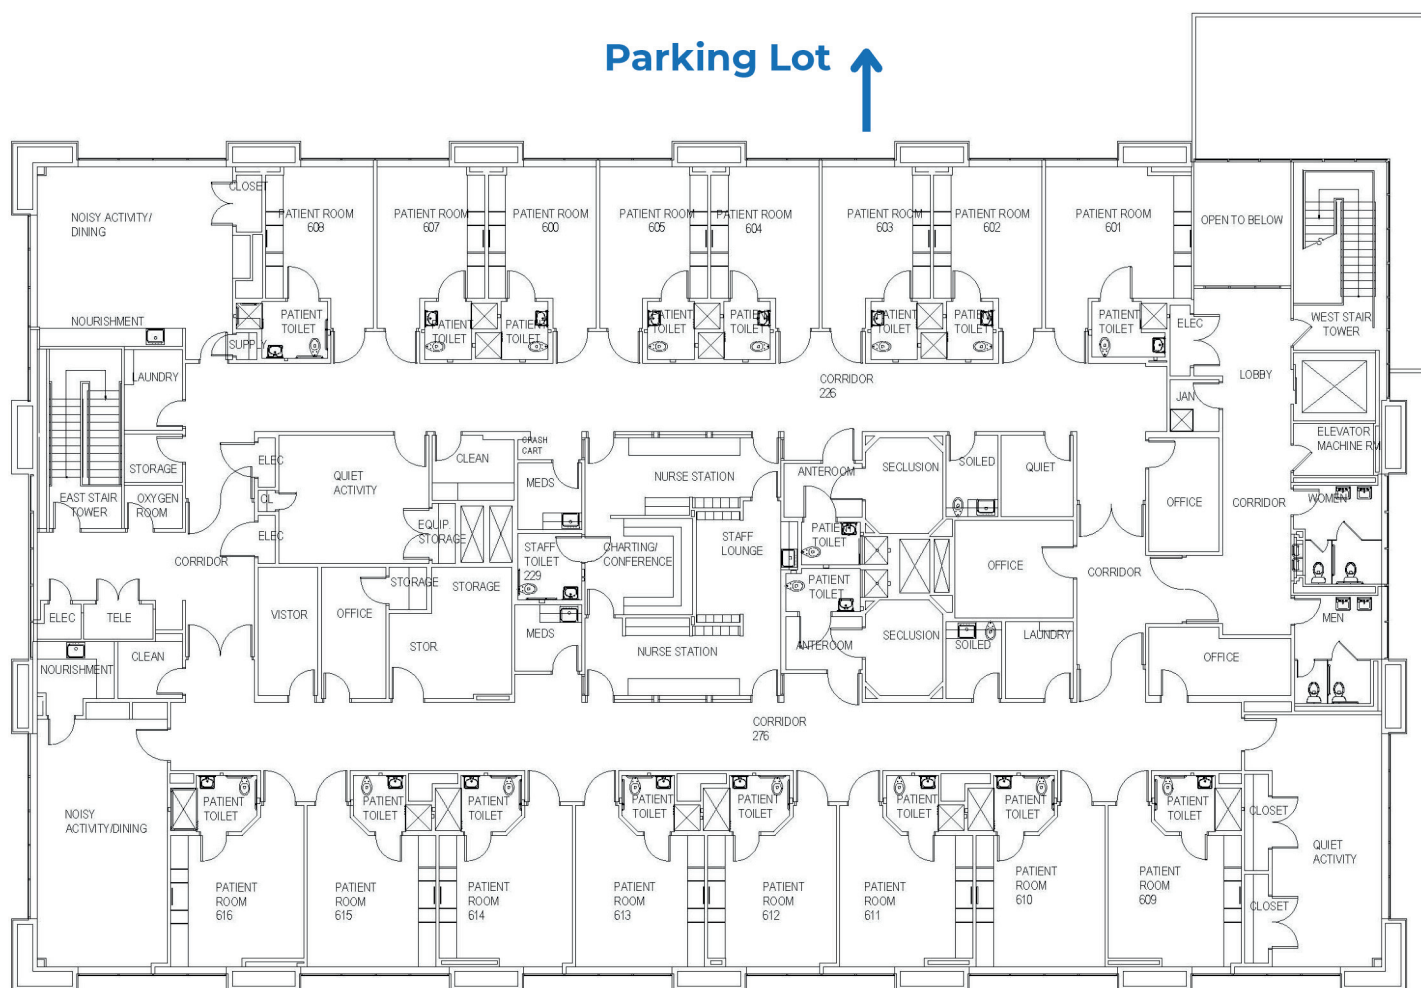 Parking Lot
CLOSET
NOISY ACTIVITY/
DINING
PATIENT ROOM
608
PATIENT ROOM
607
PATIENT ROOM
600
PATIENT ROOM
605
PATIENT ROOM
604
PATIENT ROOM
603
PATIENT ROOM
602
PATIENT ROOM
601
OPEN TO BELOW
NOURISHMENT
SUPPLY
PATIENT
TOILET
PATIENT
TOILET
PATIENT
TOILET
PATIENT
TOILET
PATIENT
TOILET
PATIENT
TOILET
PATIENT
TOILET
PATIENT
TOILET
ELEC
WEST STAIR
TOWER
LAUNDRY
CORRIDOR
226
LOBBY
JAN
ELEVATOR
MACHINE RM
STORAGE
ELEC
QUIET
ACTIVITY
CLEAN
CRASH
CART
MEDS
NURSE STATION
ANTEROOM
SECLUSION
SOILED
QUIET
OFFICE
CORRIDOR
WOMEN
EAST STAIR
TOWER
OXYGEN
ROOM
CL
ELEC
EQUIP.
STORAGE
STAFF
LOUNGE
PATIENT
TOILET
CORRIDOR
STAFF
TOILET
229
CHARTING/
CONFERENCE
OFFICE
CORRIDOR
STORAGE
STORAGE
PATIENT
TOILET
ELEC
TELE
VISTOR
OFFICE
MEDS
STOR.
NURSE STATION
ANTEROOM
SECLUSION
SOILED
LAUNDRY
OFFICE
MEN
NOURISHMENT
CLEAN
CORRIDOR
276
NOISY
ACTIVITY/DINING
PATIENT
TOILET
PATIENT
TOILET
PATIENT
TOILET
PATIENT
TOILET
PATIENT
TOILET
PATIENT
TOILET
PATIENT
TOILET
PATIENT
TOILET
CLOSET
QUIET
ACTIVITY
PATIENT
ROOM
616
PATIENT
ROOM
615
PATIENT
ROOM
614
PATIENT
ROOM
613
PATIENT
ROOM
612
PATIENT
ROOM
611
PATIENT
ROOM
610
PATIENT
ROOM
609
CLOSET